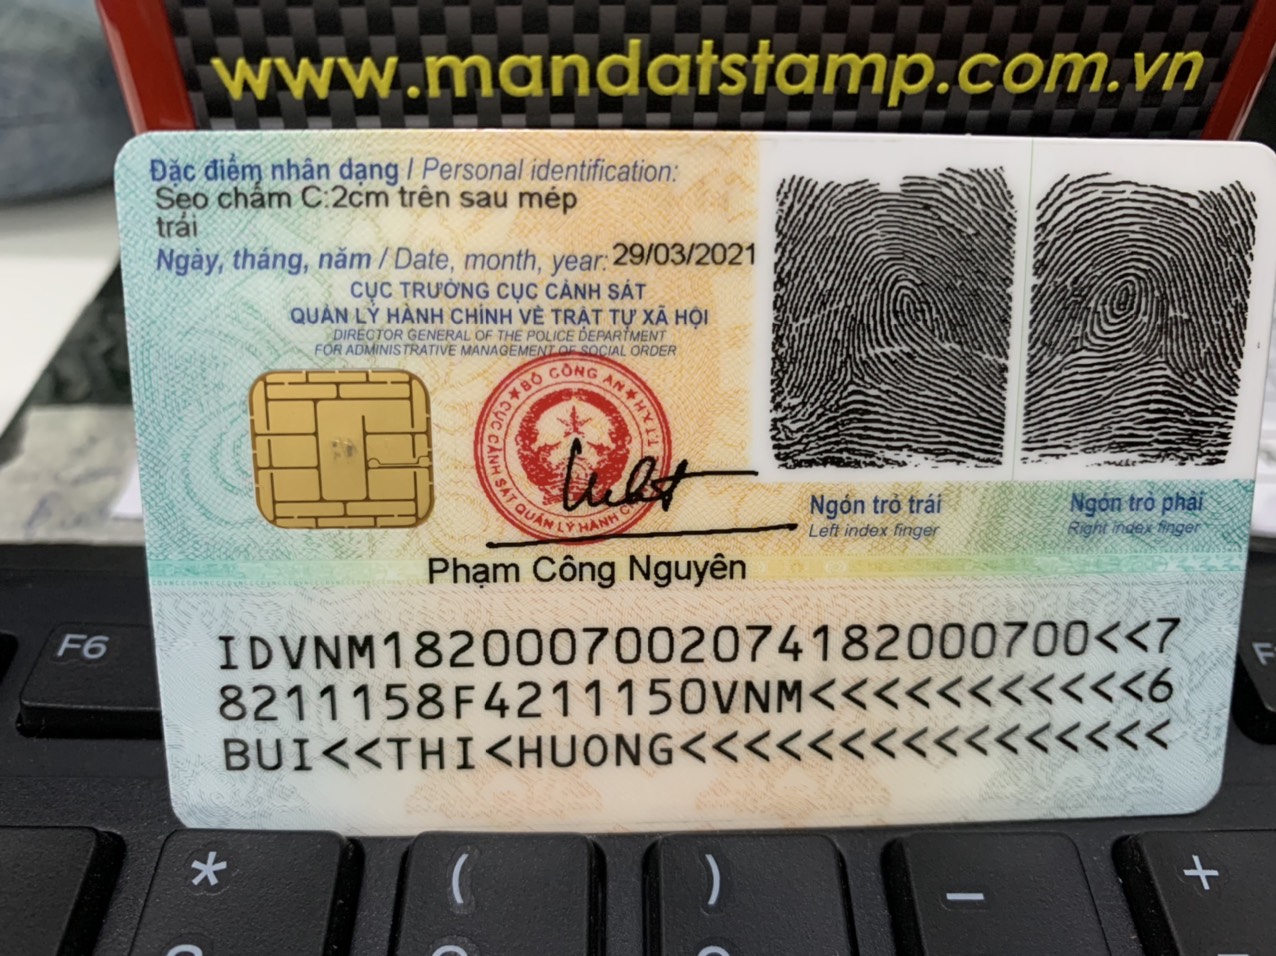 www.mandatstamp.com.vn
Đặc điểm nhân dạng / Personal identification:
Sẹo chấm C:2cm trên sau mép
trái
Ngày, tháng, năm / Date, month, year: 29/03/2021
CỤC TRƯỞNG CỤC CẢNH SÁT
QUẢN LÝ HÀNH CHÍNH VỀ TRẬT TỰ XÃ HỘI
DIRECTOR GENERAL OF THE POLICE DEPARTMENT
FOR ADMINISTRATIVE MANAGEMENT OF SOCIAL ORDER
BỘ CÔNG AN
CỤC CẢNH SÁT QUẢN LÝ HÀNH CH
TTXH
Ngón trỏ trái
Left index finger
Ngón trỏ phải
Right index finger
Phạm Công Nguyên
IDVNM1820007002074182000700<<7
8211158F4211150VNM<<<<<<<<<<<6
BUI<<THI<HUONG<<<<<<<<<<<<<<<<
F6
*
(
)
-
+